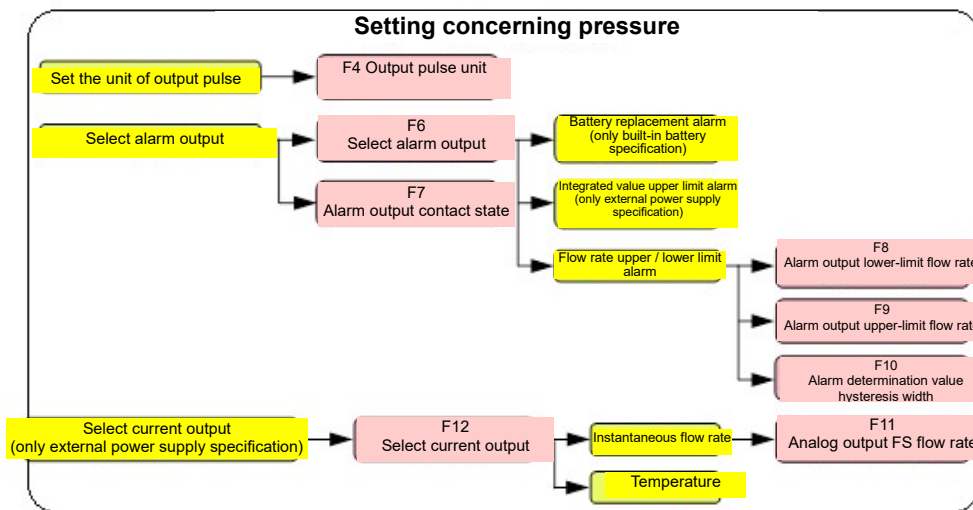 Setting concerning pressure
Set the unit of output pulse
F4 Output pulse unit
Select alarm output
F6
Select alarm output
Battery replacement alarm
(only built-in battery
specification)
F7
Alarm output contact state
Integrated value upper limit alarm
(only external power supply
specification)
Flow rate upper / lower limit
alarm
F8
Alarm output lower-limit flow rate
F9
Alarm output upper-limit flow rate
F10
Alarm determination value
hysteresis width
Select current output
(only external power supply specification)
F12
Select current output
Instantaneous flow rate
F11
Analog output FS flow rate
Temperature